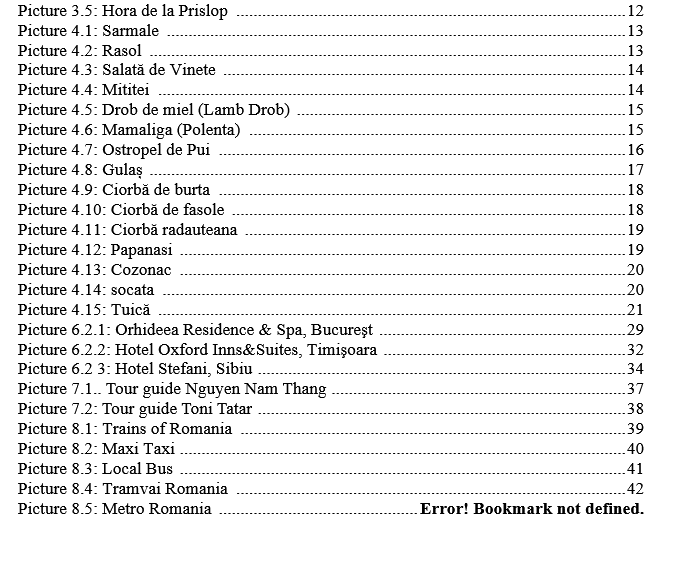 Picture 3.5: Hora de la Prislop ........................................12
Picture 4.1: Sarmale ........................................13
Picture 4.2: Rasol ........................................13
Picture 4.3: Salată de Vinete ........................................14
Picture 4.4: Mititei ........................................14
Picture 4.5: Drob de miel (Lamb Drob) ........................................15
Picture 4.6: Mamaliga (Polenta) ........................................15
Picture 4.7: Ostropel de Pui ........................................16
Picture 4.8: Gulaș ........................................17
Picture 4.9: Ciorbă de burta ........................................18
Picture 4.10: Ciorbă de fasole ........................................18
Picture 4.11: Ciorbă radauteana ........................................19
Picture 4.12: Papanasi ........................................19
Picture 4.13: Cozonac ........................................20
Picture 4.14: socata ........................................20
Picture 4.15: Tuică ........................................21
Picture 6.2.1: Orhideea Residence & Spa, Bucureşt ........................................29
Picture 6.2.2: Hotel Oxford Inns&Suites, Timişoara ........................................32
Picture 6.2 3: Hotel Stefani, Sibiu ........................................34
Picture 7.1.. Tour guide Nguyen Nam Thang ........................................37
Picture 7.2: Tour guide Toni Tatar ........................................38
Picture 8.1: Trains of Romania ........................................39
Picture 8.2: Maxi Taxi ........................................40
Picture 8.3: Local Bus ........................................41
Picture 8.4: Tramvai Romania ........................................42
Picture 8.5: Metro Romania ........................................Error! Bookmark not defined.